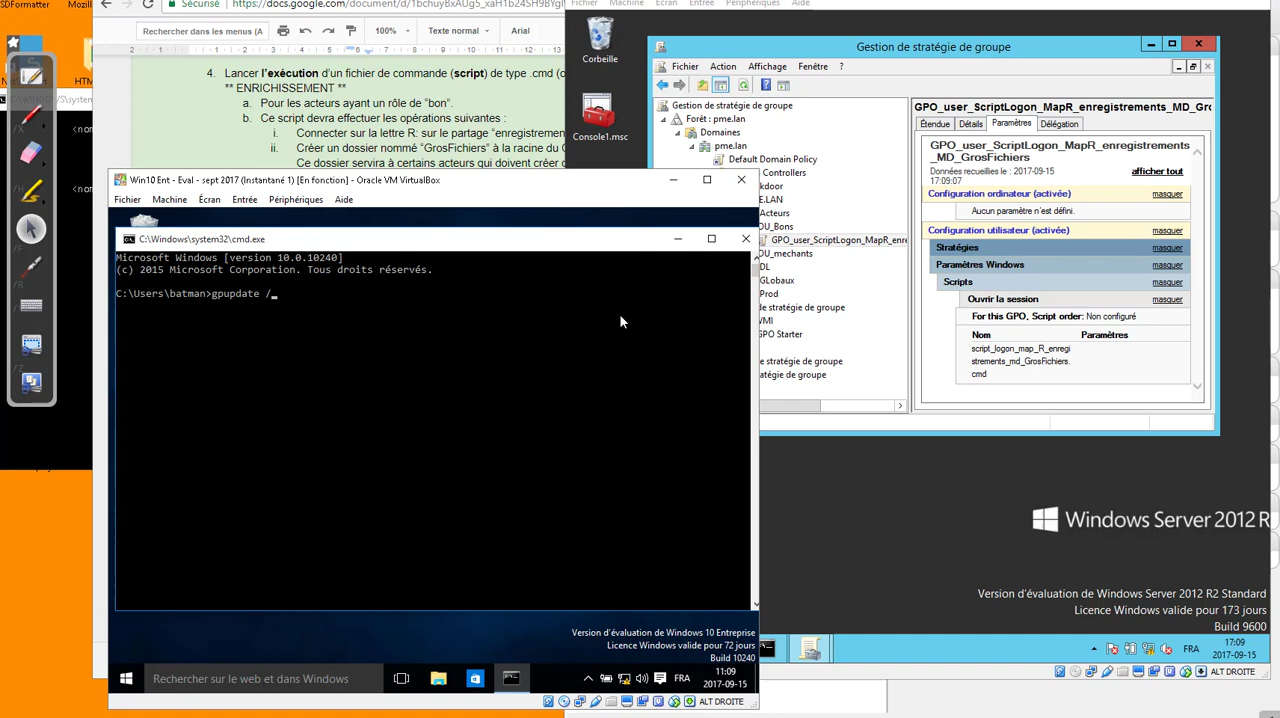 SDFormatter
Mozil
Sécurisé
https://docs.google.com/document/d/1bchuyBxAUg5_xaH1b24SH9BYGl
Rechercher dans les menus (A
100%
Texte normal
Arial
4. Lancer l'exécution d'un fichier de commande (script) de type .cmd (o
** ENRICHISSEMENT **
a. Pour les acteurs ayant un rôle de "bon".
b. Ce script devra effectuer les opérations suivantes :
i. Connecter sur la lettre R: sur le partage "enregistrement
ii. Créer un dossier nommé "GrosFichiers" à la racine du C
Ce dossier servira à certains acteurs qui doivent créer d
Fichier Machine Écran Entrée Périphériques Aide
Corbeille
Console1.msc
Gestion de stratégie de groupe
Fichier Action Affichage Fenêtre ?
Gestion de stratégie de groupe
Forêt : pme.lan
Domaines
pme.lan
Default Domain Policy
Controllers
kdoor
E.LAN
Acteurs
OU_Bons
GPO_user_ScriptLogon_MapR_enre
OU_mechants
DL
GLobaux
Prod
de stratégie de groupe
VMI
GPO Starter
e stratégie de groupe
ratégie de groupe
GPO_user_ScriptLogon_MapR_enregistrements_MD_Gro
Étendue Détails Paramètres Délégation
GPO_user_ScriptLogon_MapR_enregistrements
_MD_GrosFichiers
Données recueillies le : 2017-09-15
17:09:07
afficher tout
Configuration ordinateur (activée) masquer
Aucun paramètre n'est défini.
Configuration utilisateur (activée) masquer
Stratégies masquer
Paramètres Windows masquer
Scripts masquer
Ouvrir la session masquer
For this GPO, Script order: Non configuré
Nom Paramètres
script_logon_map_R_enregi
strements_md_GrosFichiers.
cmd
Windows Server 2012 R
Version d'évaluation de Windows Server 2012 R2 Standard
Licence Windows valide pour 173 jours
Build 9600
FRA
17:09
2017-09-15
ALT DROITE
Win10 Ent - Eval - sept 2017 (Instantané 1) [En fonction] - Oracle VM VirtualBox
Fichier Machine Écran Entrée Périphériques Aide
C:\Windows\system32\cmd.exe
Microsoft Windows [version 10.0.10240]
(c) 2015 Microsoft Corporation. Tous droits réservés.
C:\Users\batman>gpupdate /_
Version d'évaluation de Windows 10 Entreprise
Licence Windows valide pour 72 jours
Build 10240
Rechercher sur le web et dans Windows
FRA
11:09
2017-09-15
ALT DROITE